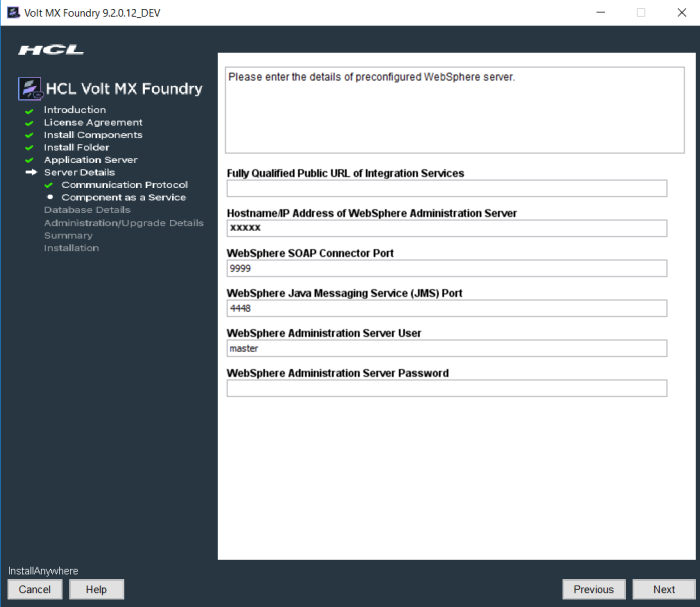 Volt MX Foundry 9.2.0.12_DEV
HCL
HCL Volt MX Foundry
Introduction
License Agreement
Install Components
Install Folder
Application Server
Server Details
Communication Protocol
Component as a Service
Database Details
Administration/Upgrade Details
Summary
Installation
Please enter the details of preconfigured WebSphere server.
Fully Qualified Public URL of Integration Services
Hostname/IP Address of WebSphere Administration Server
xxxxx
WebSphere SOAP Connector Port
9999
WebSphere Java Messaging Service (JMS) Port
4448
WebSphere Administration Server User
master
WebSphere Administration Server Password
InstallAnywhere
Cancel Help Previous Next